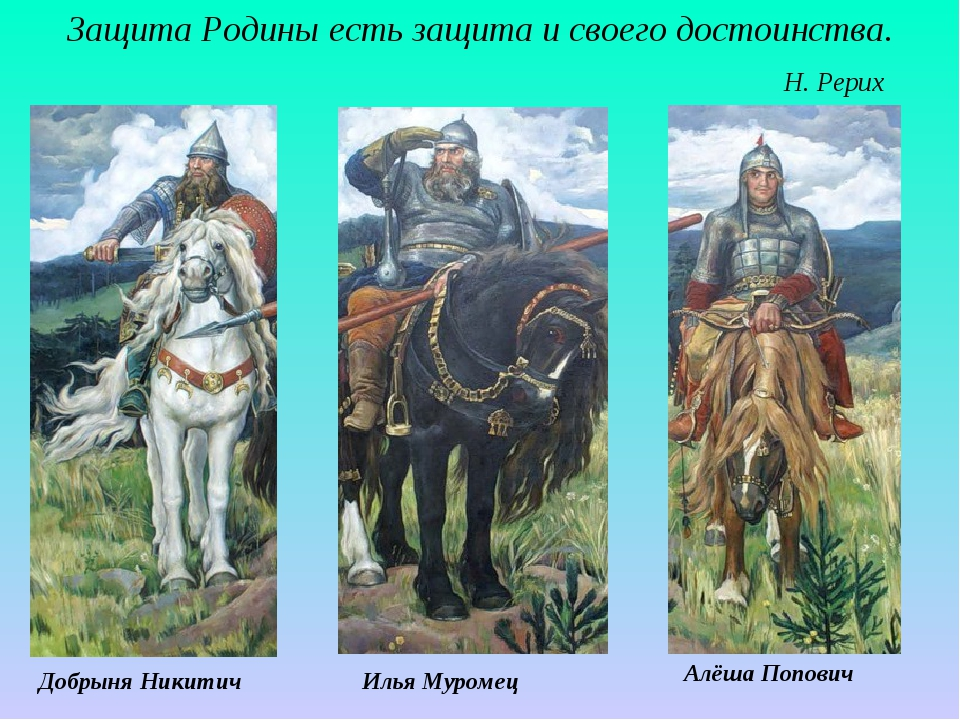 Защита Родины есть защита и своего достоинства.
Н. Рерих
Добрыня Никитич
Илья Муромец
Алёша Попович